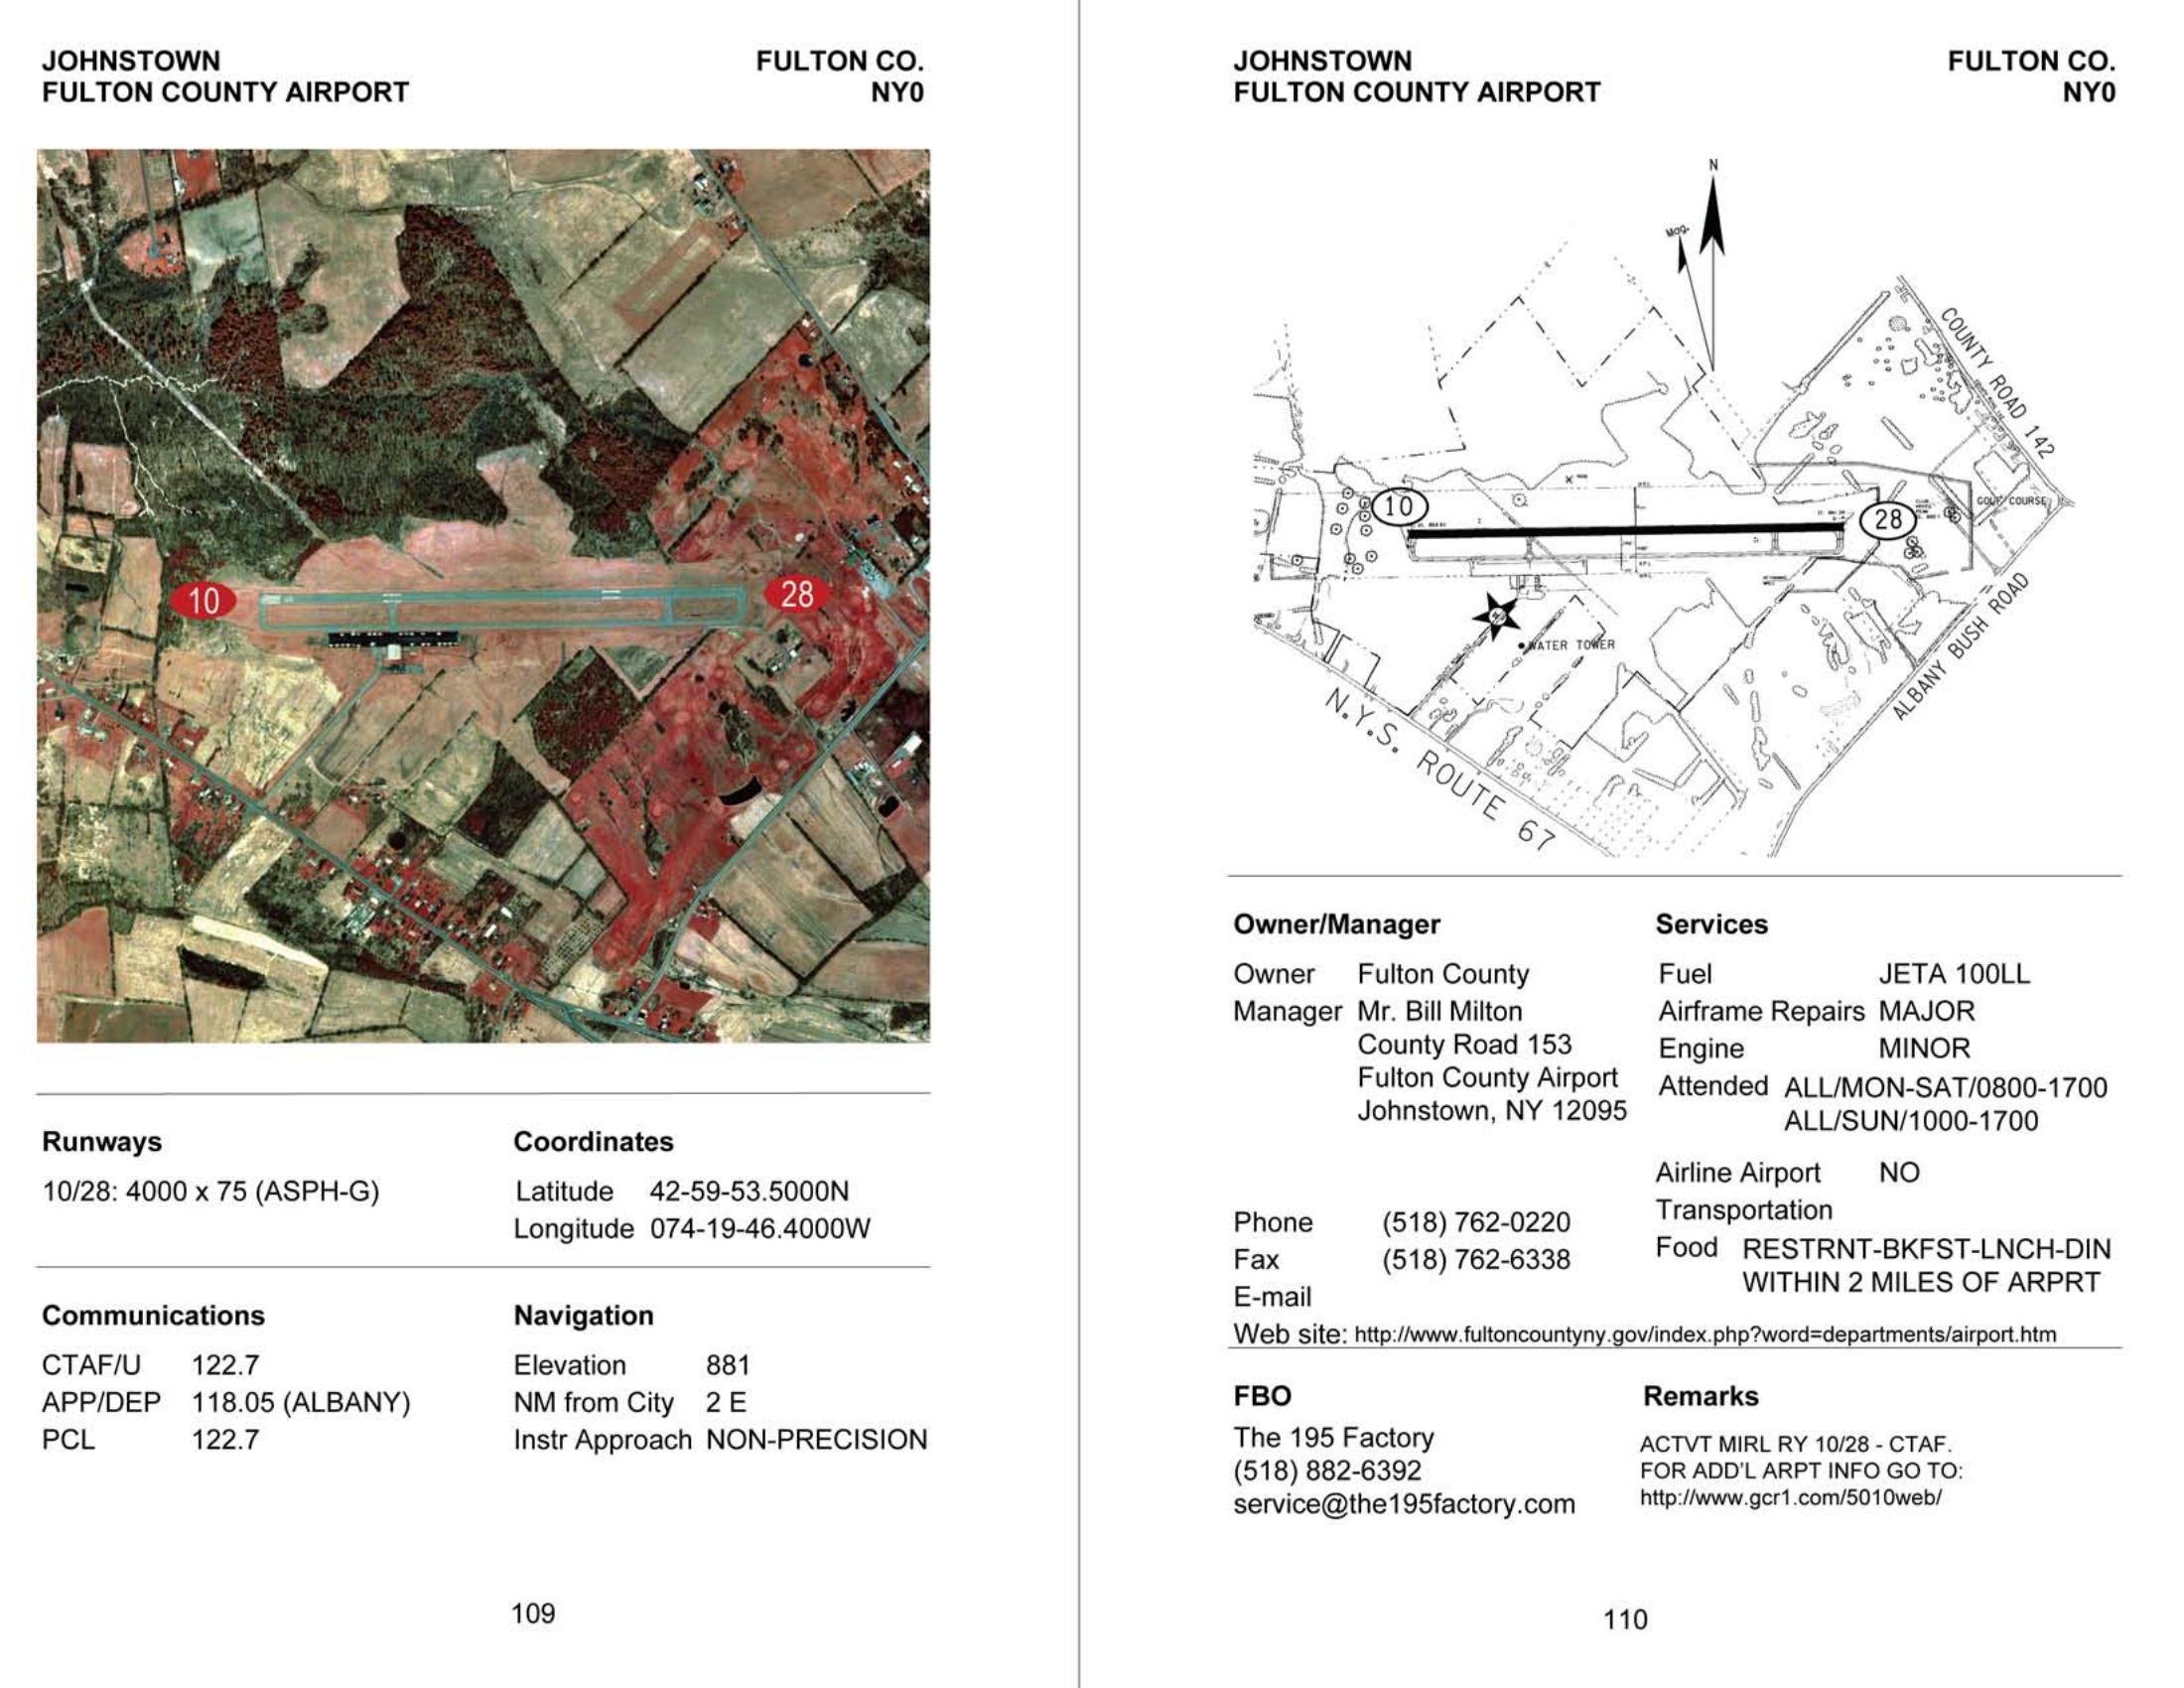 JOHNSTOWN
FULTON CO.
FULTON COUNTY AIRPORT
NY0
10
28
Runways
10/28: 4000 x 75 (ASPH-G)
Coordinates
Latitude 42-59-53.5000N
Longitude 074-19-46.4000W
Communications
CTAF/U 122.7
APP/DEP 118.05 (ALBANY)
PCL 122.7
Navigation
Elevation 881
NM from City 2 E
Instr Approach NON-PRECISION
109
JOHNSTOWN
FULTON CO.
FULTON COUNTY AIRPORT
NY0
N
Mag.
COUNTY ROAD 142
10
28
GOLF COURSE
WATER TOWER
ALBANY BUSH ROAD
N.Y.S. ROUTE 67
Owner/Manager
Owner Fulton County
Manager Mr. Bill Milton
County Road 153
Fulton County Airport
Johnstown, NY 12095
Phone (518) 762-0220
Fax (518) 762-6338
E-mail
Web site: http://www.fultoncountyny.gov/index.php?word=departments/airport.htm
Services
Fuel JETA 100LL
Airframe Repairs MAJOR
Engine MINOR
Attended ALL/MON-SAT/0800-1700
ALL/SUN/1000-1700
Airline Airport NO
Transportation
Food RESTRNT-BKFST-LNCH-DIN
WITHIN 2 MILES OF ARPRT
FBO
The 195 Factory
(518) 882-6392
service@the195factory.com
Remarks
ACTVT MIRL RY 10/28 - CTAF.
FOR ADD'L ARPT INFO GO TO:
http://www.gcr1.com/5010web/
110